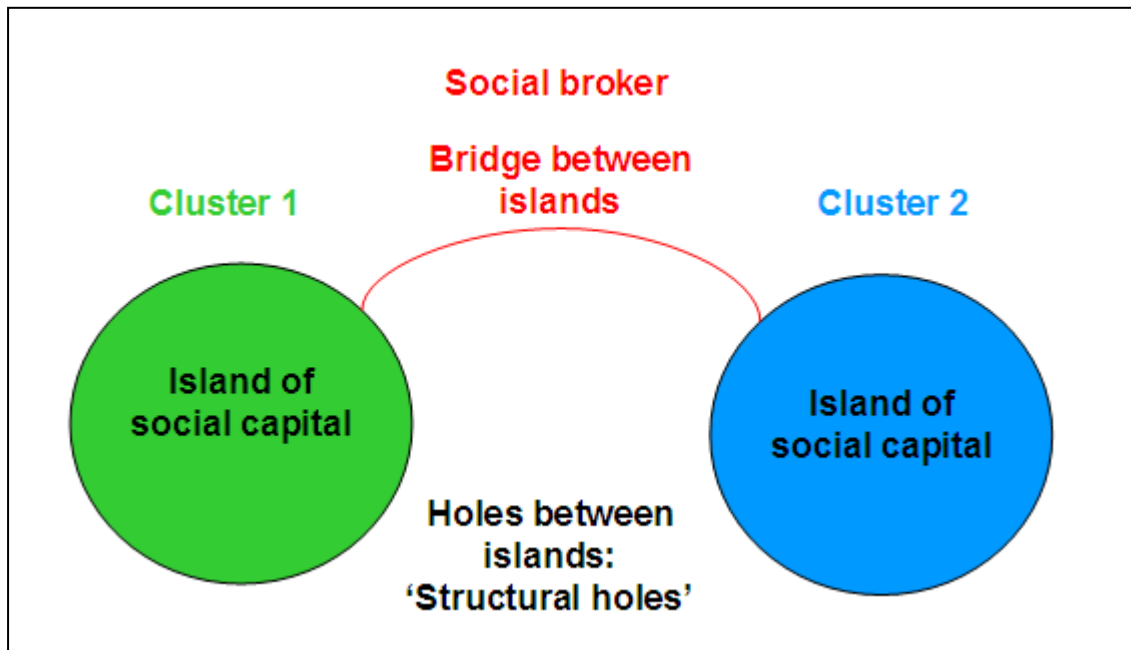 Social broker
Bridge between
islands
Cluster 1
Cluster 2
Island of
social capital
Island of
social capital
Holes between
islands:
‘Structural holes’